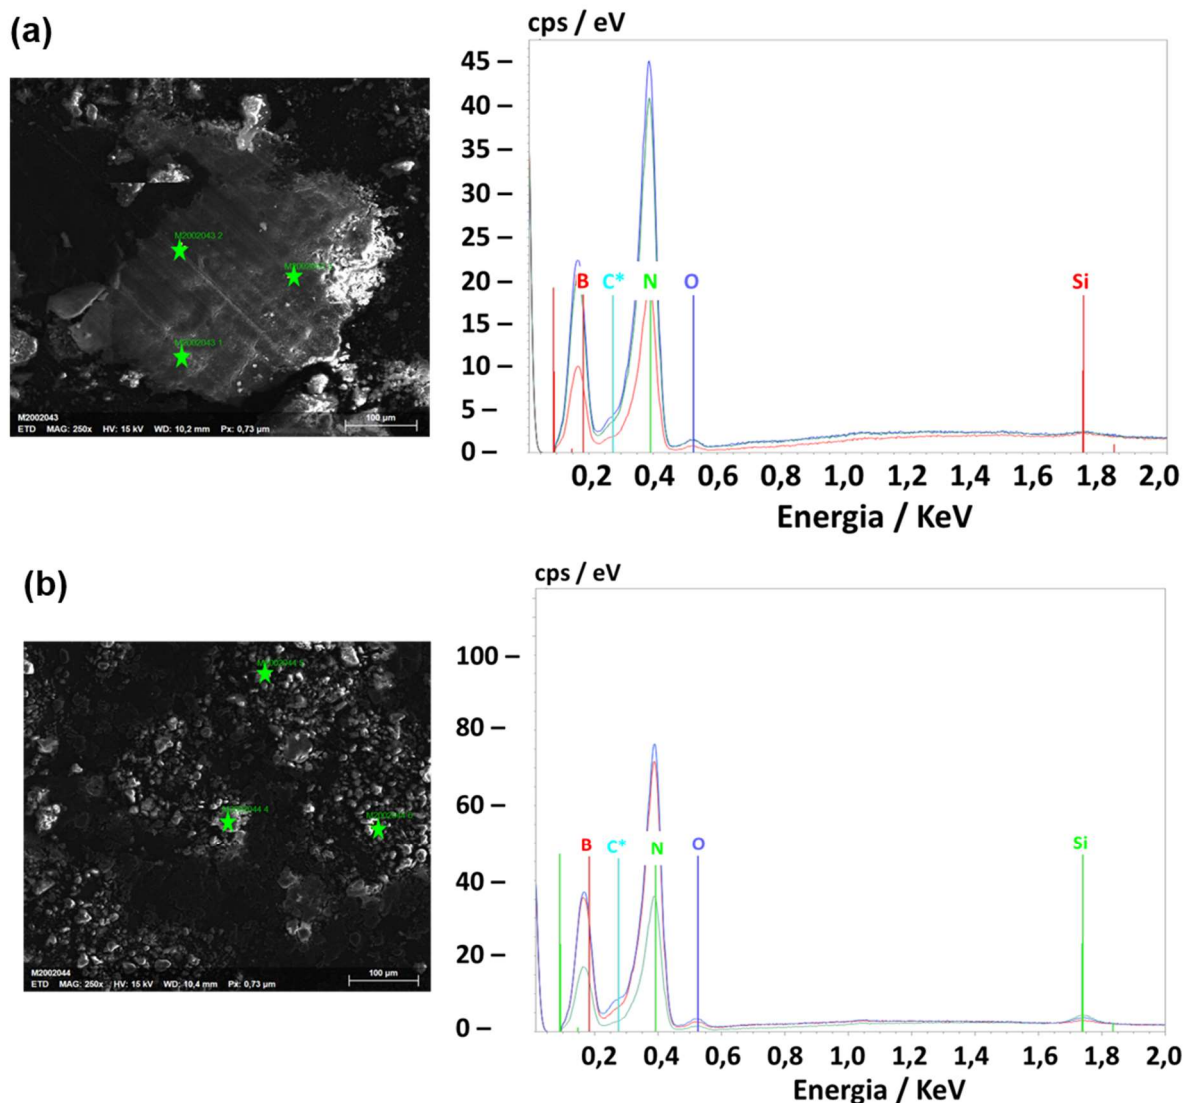 (a)
cps / eV
45
40
35
30
25
20
15
10
5
0
B C* N O Si
M2002043 2
M2002043 1
M2002043
ETD MAG: 250x HV: 15 kV WD: 10,2 mm Px: 0,73 µm
100 µm
0,2 0,4 0,6 0,8 1,0 1,2 1,4 1,6 1,8 2,0
Energia / KeV
(b)
cps / eV
100
80
60
40
20
0
B C* N O Si
M2002044
ETD MAG: 250x HV: 15 kV WD: 10,4 mm Px: 0,73 µm
100 µm
0,2 0,4 0,6 0,8 1,0 1,2 1,4 1,6 1,8 2,0
Energia / KeV